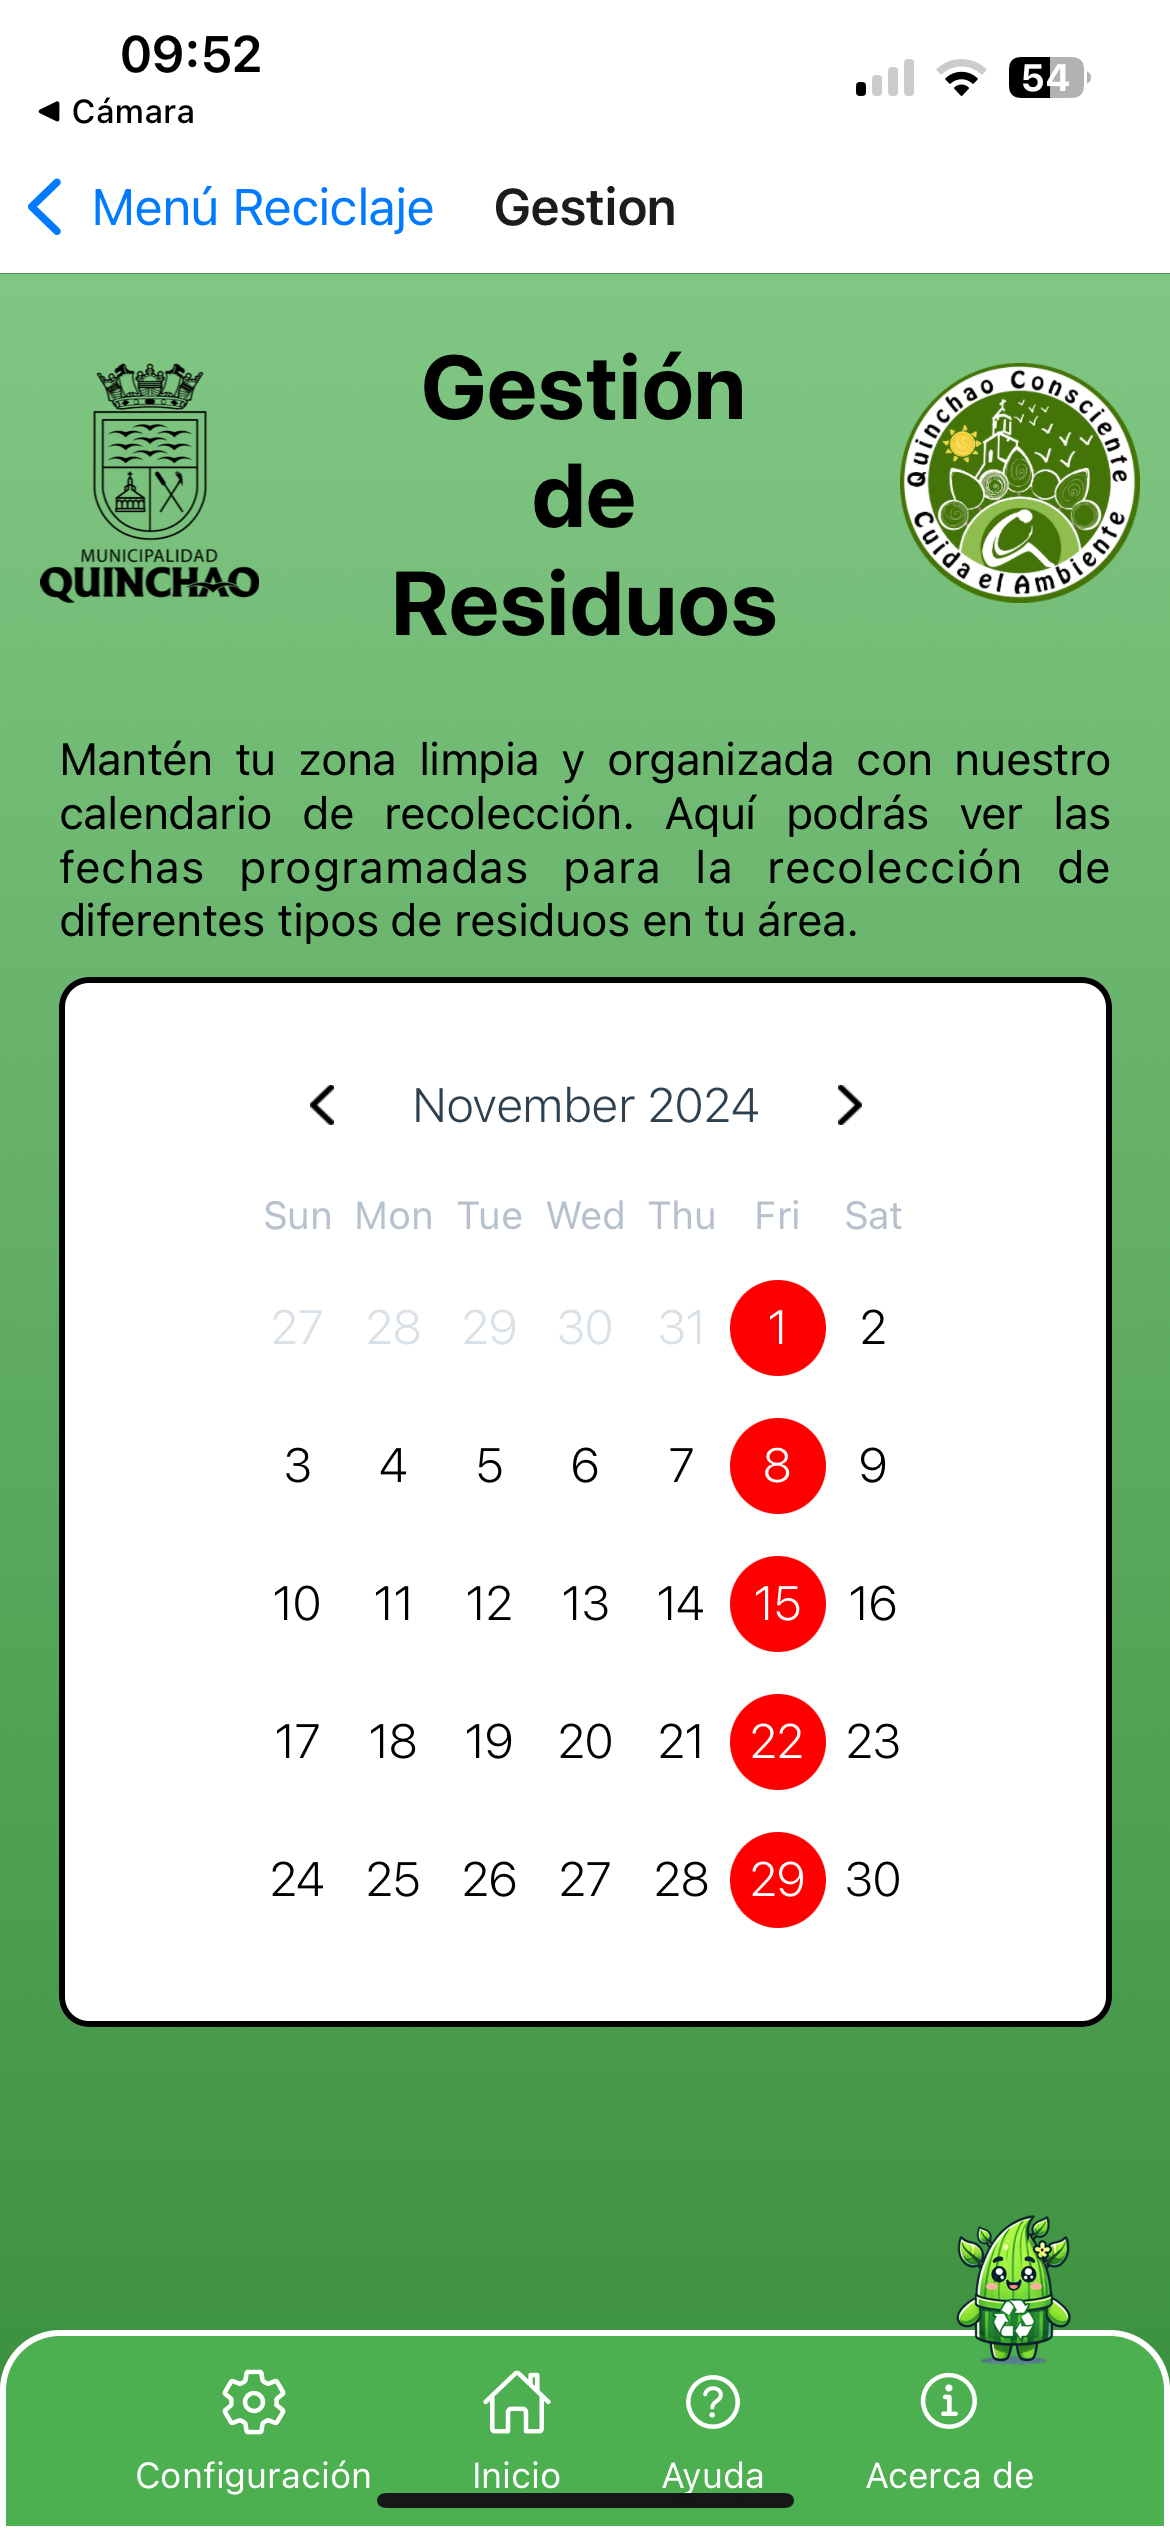 09:52
54
◀ Cámara
Menú Reciclaje
Gestion
MUNICIPALIDAD
QUINCHAO
Gestión
de
Residuos
Quinchao Consciente
Cuida el Ambiente
Mantén tu zona limpia y organizada con nuestro
calendario de recolección. Aquí podrás ver las
fechas programadas para la recolección de
diferentes tipos de residuos en tu área.
November 2024
Sun Mon Tue Wed Thu Fri Sat
27 28 29 30 31 1 2
3 4 5 6 7 8 9
10 11 12 13 14 15 16
17 18 19 20 21 22 23
24 25 26 27 28 29 30
Configuración
Inicio
Ayuda
Acerca de